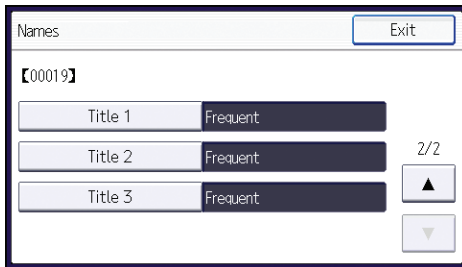 Names Exit
【00019】
Title 1 Frequent
Title 2 Frequent
2/2
Title 3 Frequent